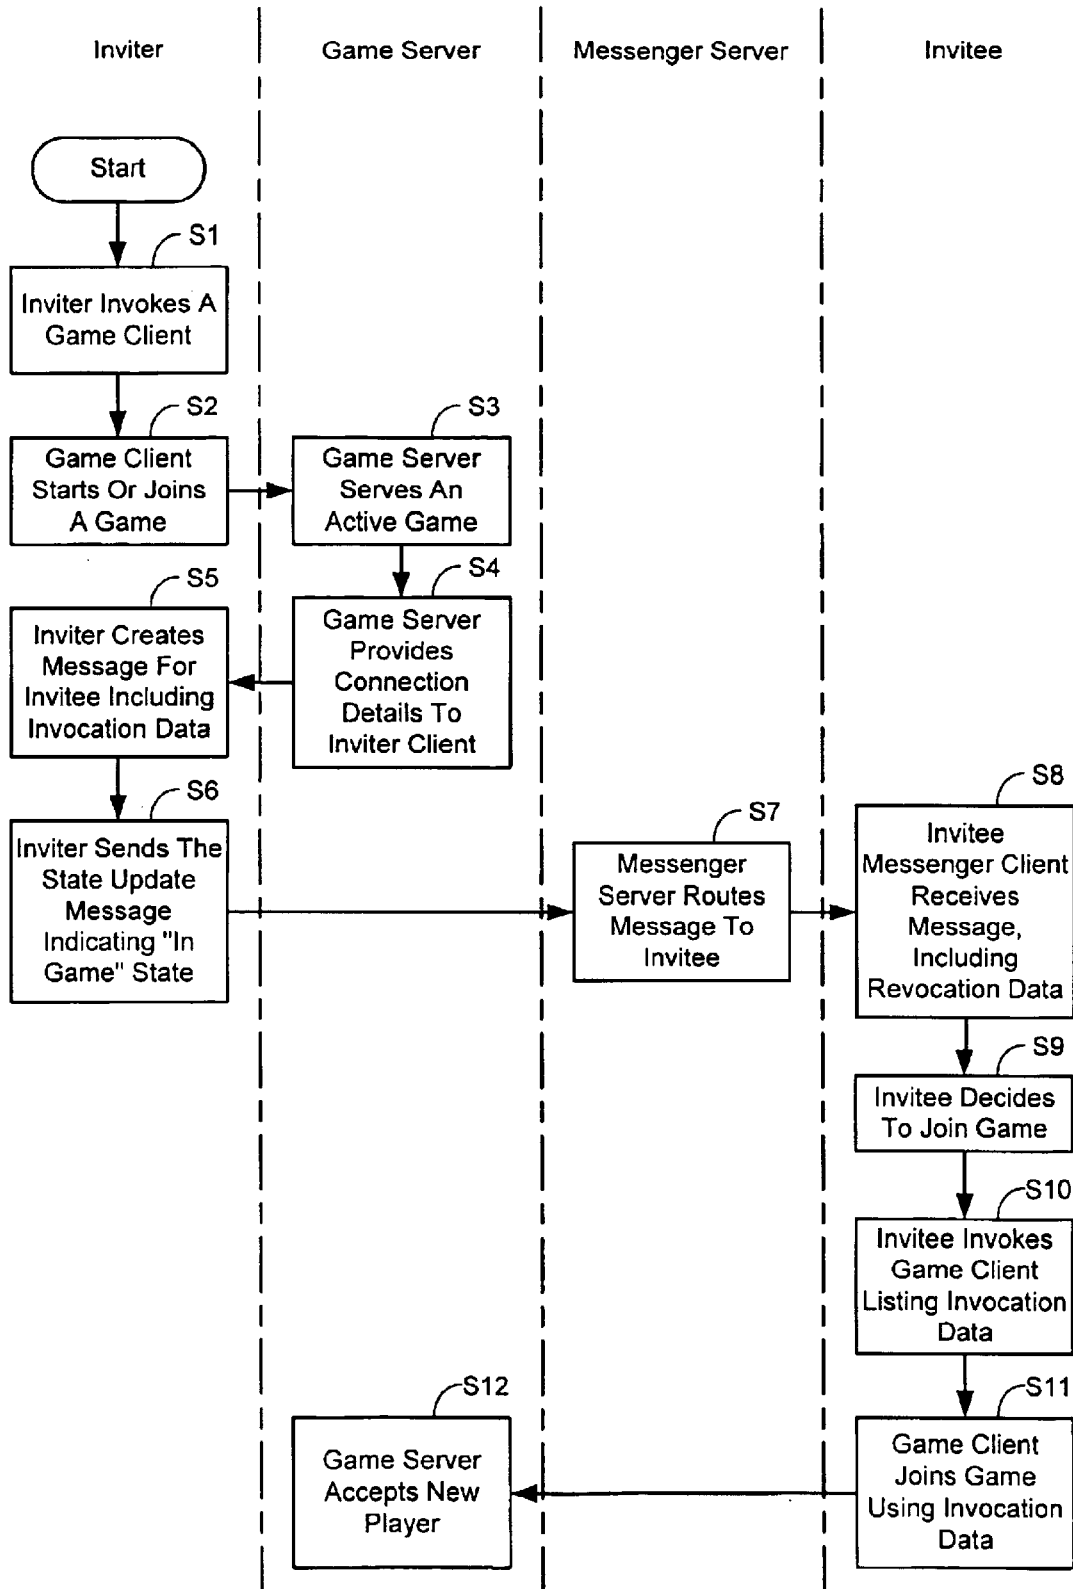 Inviter
Game Server
Messenger Server
Invitee
Start
S1
Inviter Invokes A
Game Client
S2
Game Client
Starts Or Joins
A Game
S3
Game Server
Serves An
Active Game
S4
Game Server
Provides
Connection
Details To
Inviter Client
S5
Inviter Creates
Message For
Invitee Including
Invocation Data
S6
Inviter Sends The
State Update
Message
Indicating "In
Game" State
S7
Messenger
Server Routes
Message To
Invitee
S8
Invitee
Messenger Client
Receives
Message,
Including
Revocation Data
S9
Invitee Decides
To Join Game
S10
Invitee Invokes
Game Client
Listing Invocation
Data
S11
Game Client
Joins Game
Using Invocation
Data
S12
Game Server
Accepts New
Player